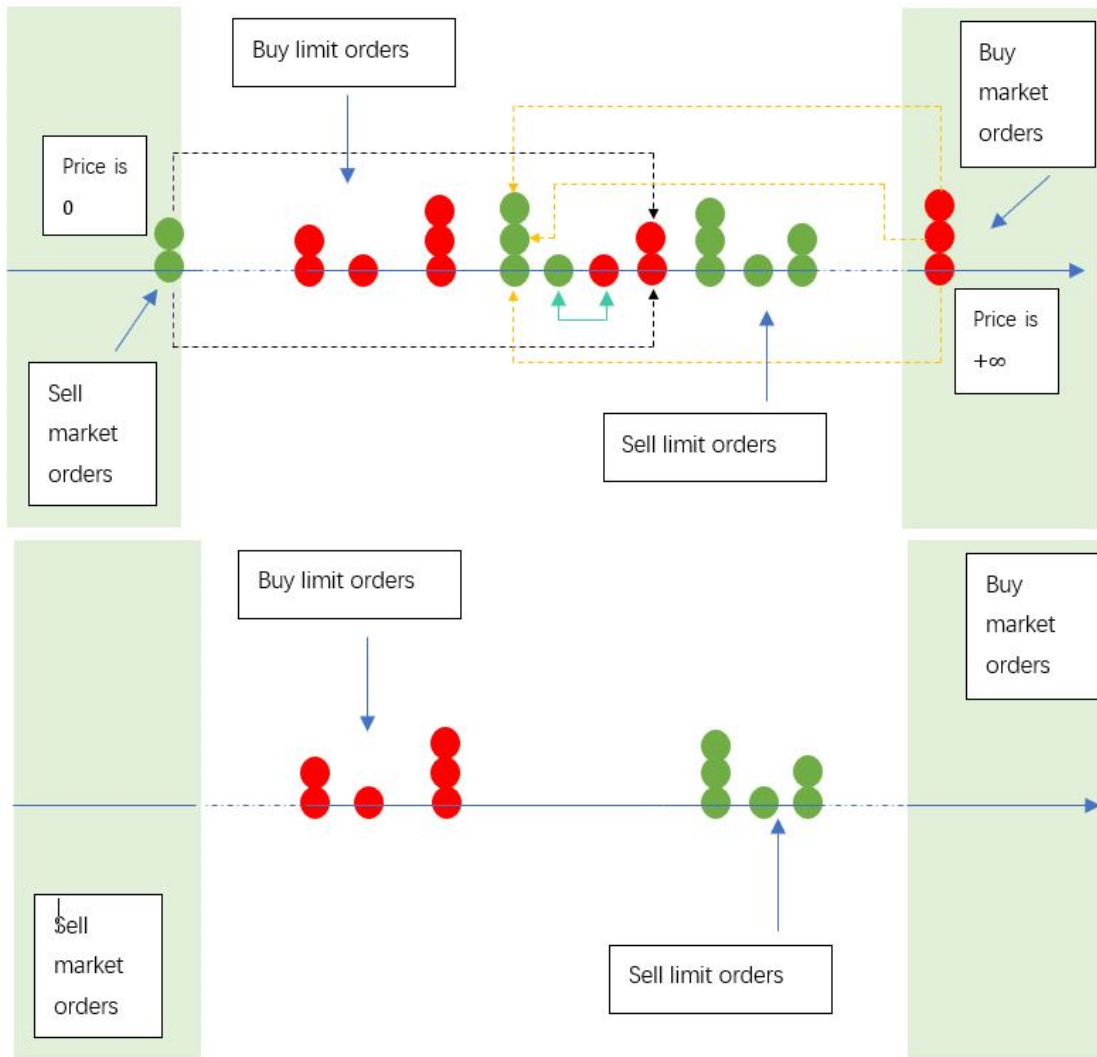 Buy limit orders
Buy
market
orders
Price is
0
Sell
market
orders
Price is
+∞
Sell limit orders
Buy limit orders
Buy
market
orders
Sell
market
orders
Sell limit orders